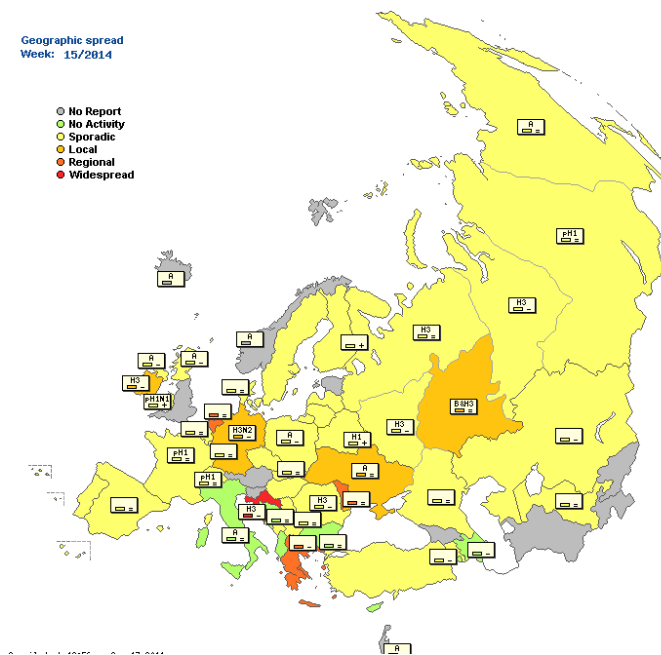 Geographic spread
Week: 15/2014
No Report
No Activity
Sporadic
Local
Regional
Widespread
A
=
pH1
=
A
H3
-
H3
=
A
A
-
A
-
+
H3
-
pH1N1
+
=
=
B&H3
=
H3N2
-
A
-
H1
+
H3
=
=
pH1
=
-
=
A
=
-
pH1
=
=
H3
=
=
=
=
H3
-
=
=
A
=
-
=
-
-
A